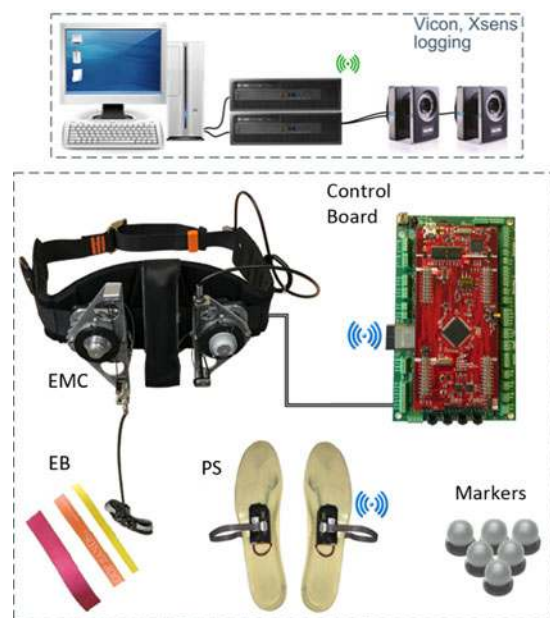 Vicon, Xsens
logging
Control
Board
EMC
EB
PS
Markers